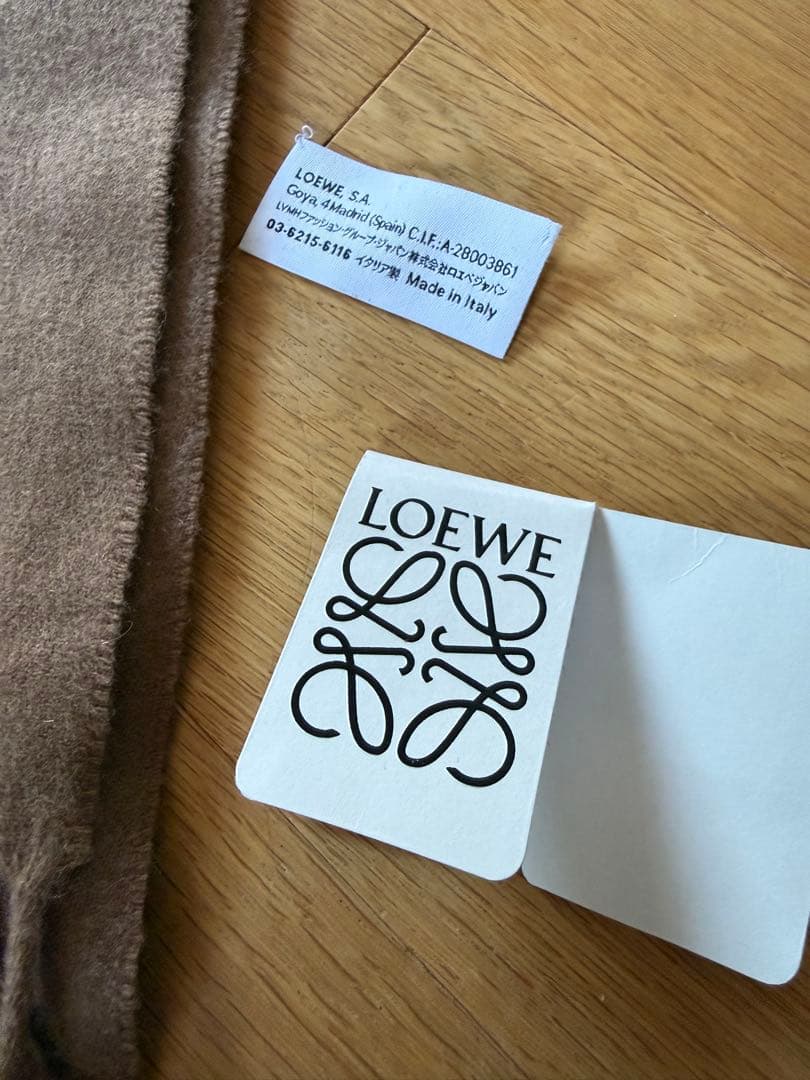 LOEWE, S.A.
Goya, 4 Madrid (Spain) C.I.F.: A-28003861
LVMHファッション・グループ・ジャパン株式会社ロエベジャパン
03-6215-6116 イタリア製 Made in Italy
LOEWE